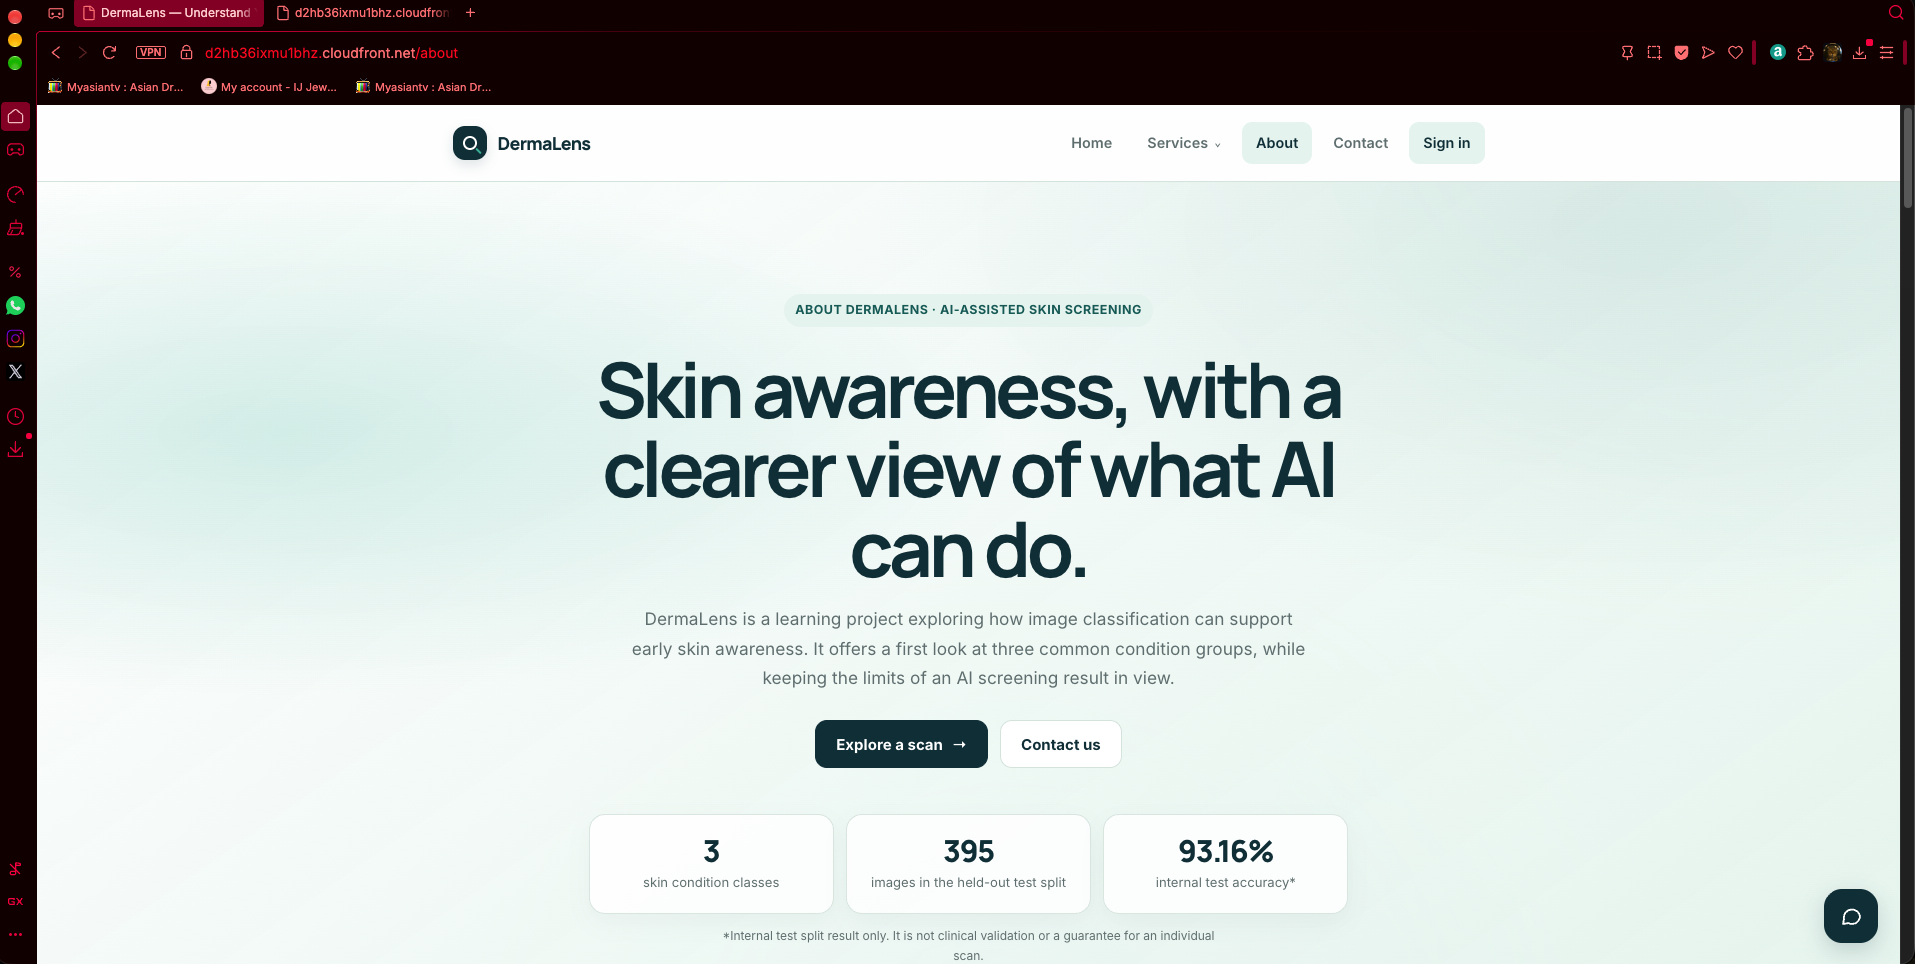 DermaLens — Understand
d2hb36ixmu1bhz.cloudfron
VPN
d2hb36ixmu1bhz.cloudfront.net/about
Myasiantv : Asian Dr...
My account - IJ Jew...
Myasiantv : Asian Dr...
DermaLens
Home
Services
About
Contact
Sign in
ABOUT DERMALENS · AI-ASSISTED SKIN SCREENING
Skin awareness, with a
clearer view of what AI
can do.
DermaLens is a learning project exploring how image classification can support
early skin awareness. It offers a first look at three common condition groups, while
keeping the limits of an AI screening result in view.
Explore a scan →
Contact us
3
skin condition classes
395
images in the held-out test split
93.16%
internal test accuracy*
*Internal test split result only. It is not clinical validation or a guarantee for an individual
scan.
GX